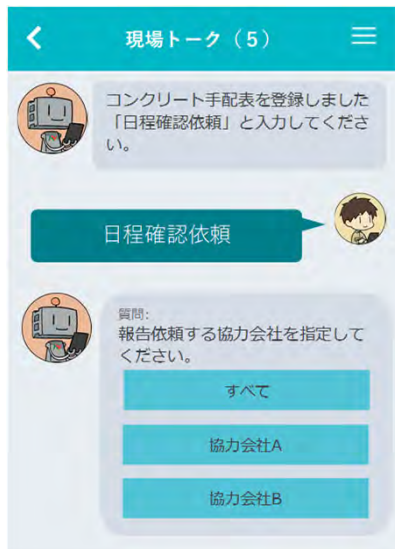 現場トーク（5）
コンクリート手配表を登録しました
「日程確認依頼」と入力してくださ
い。
日程確認依頼
質問:
報告依頼する協力会社を指定して
ください。
すべて
協力会社A
協力会社B